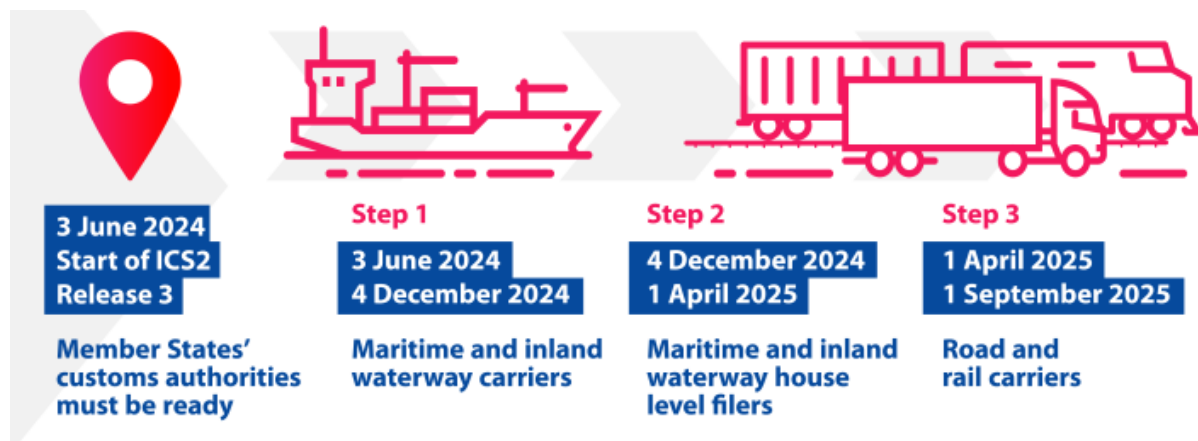 3 June 2024
Start of ICS2
Release 3
Member States’
customs authorities
must be ready
Step 1
3 June 2024
4 December 2024
Maritime and inland
waterway carriers
Step 2
4 December 2024
1 April 2025
Maritime and inland
waterway house
level filers
Step 3
1 April 2025
1 September 2025
Road and
rail carriers